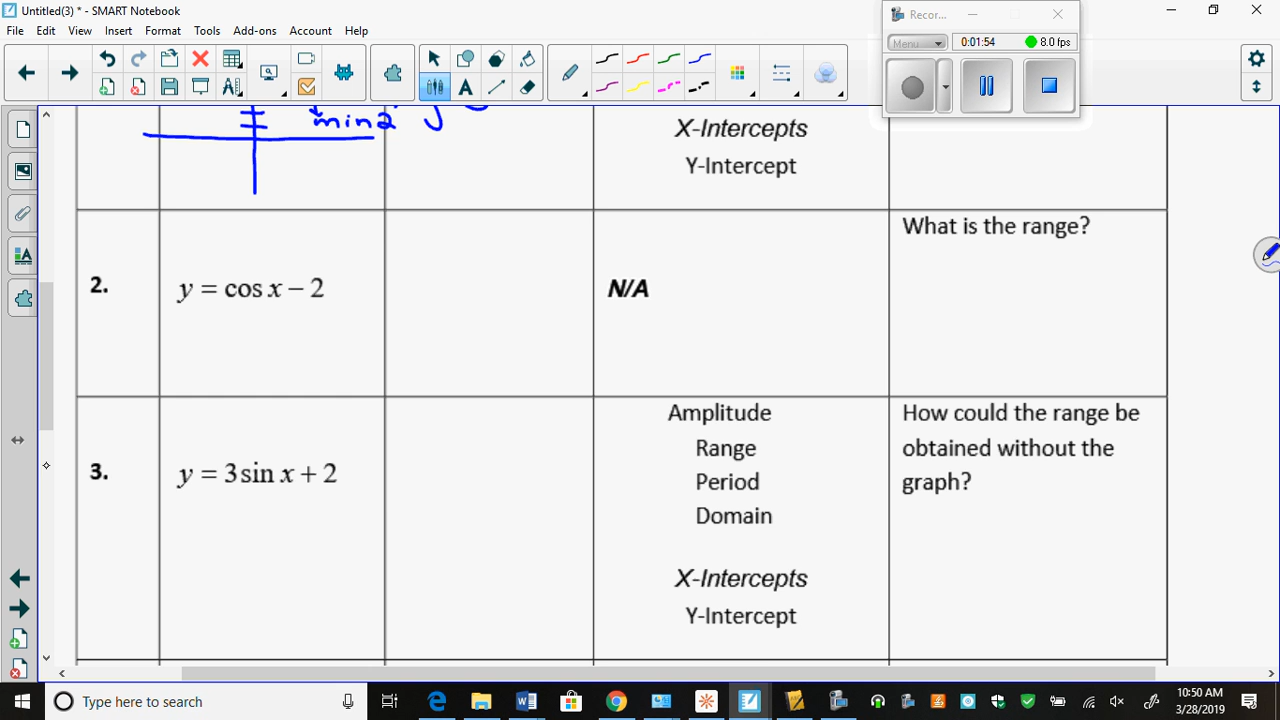 Untitled(3) * - SMART Notebook
File Edit View Insert Format Tools Add-ons Account Help
Recor...
Menu
0:01:54
8.0 fps
min2
X-Intercepts
Y-Intercept
2.
y = cos x − 2
N/A
What is the range?
3.
y = 3 sin x + 2
Amplitude
Range
Period
Domain
X-Intercepts
Y-Intercept
How could the range be
obtained without the
graph?
Type here to search
10:50 AM
3/28/2019